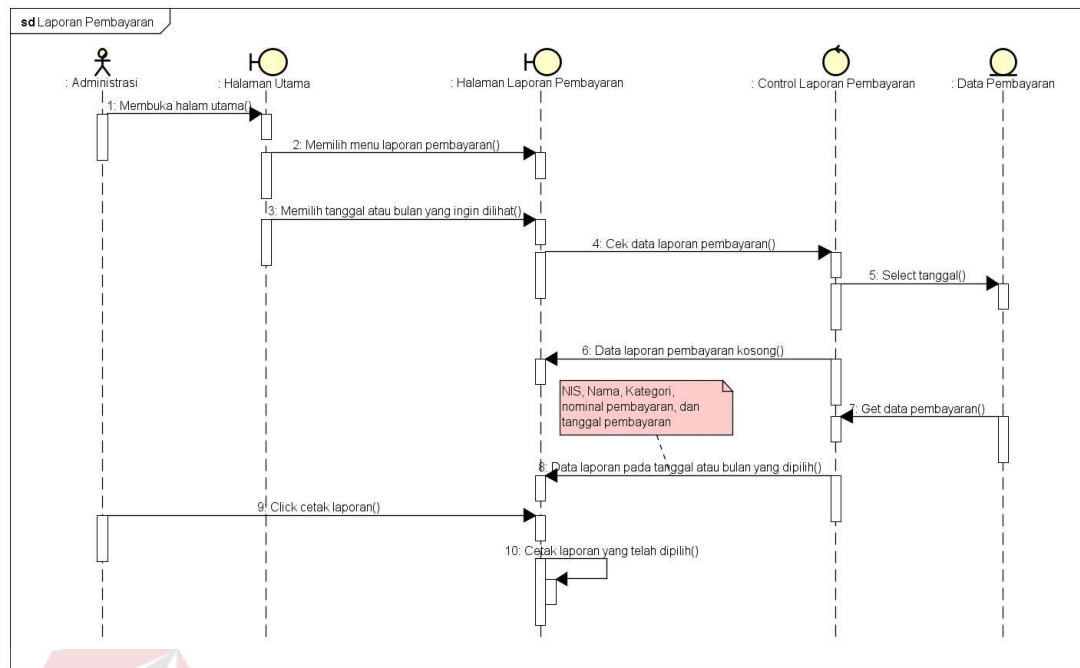 sd Laporan Pembayaran
: Administrasi
: Halaman Utama
: Halaman Laporan Pembayaran
: Control Laporan Pembayaran
: Data Pembayaran
1: Membuka halam utama()
2: Memilih menu laporan pembayaran()
3: Memilih tanggal atau bulan yang ingin dilihat()
4: Cek data laporan pembayaran()
5: Select tanggal()
6: Data laporan pembayaran kosong()
NIS, Nama, Kategori,
nominal pembayaran, dan
tanggal pembayaran
7: Get data pembayaran()
8: Data laporan pada tanggal atau bulan yang dipilih()
9: Click cetak laporan()
10: Cetak laporan yang telah dipilih()